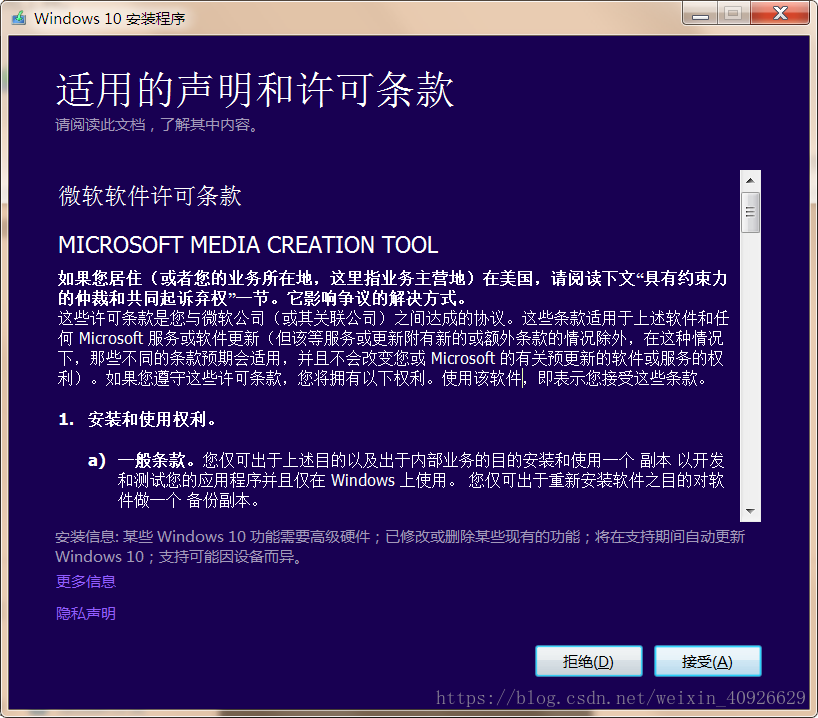 Windows 10 安装程序
适用的声明和许可条款
请阅读此文档，了解其中内容。
微软软件许可条款
MICROSOFT MEDIA CREATION TOOL
如果您居住（或者您的业务所在地，这里指业务主营地）在美国，请阅读下文“具有约束力
的仲裁和共同起诉弃权”一节。它影响争议的解决方式。
这些许可条款是您与微软公司（或其关联公司）之间达成的协议。这些条款适用于上述软件和任
何 Microsoft 服务或软件更新（但该等服务或更新附有新的或额外条款的情况除外，在这种情况
下，那些不同的条款预期会适用，并且不会改变您或 Microsoft 的有关预更新的软件或服务的权
利）。如果您遵守这些许可条款，您将拥有以下权利。使用该软件，即表示您接受这些条款。
1. 安装和使用权利。
a) 一般条款。您仅可出于上述目的以及出于内部业务的目的安装和使用一个 副本 以开发
和测试您的应用程序并且仅在 Windows 上使用。 您仅可出于重新安装软件之目的对软
件做一个 备份副本。
安装信息: 某些 Windows 10 功能需要高级硬件；已修改或删除某些现有的功能；将在支持期间自动更新
Windows 10；支持可能因设备而异。
更多信息
隐私声明
拒绝(D) 接受(A)
https://blog.csdn.net/weixin_40926629